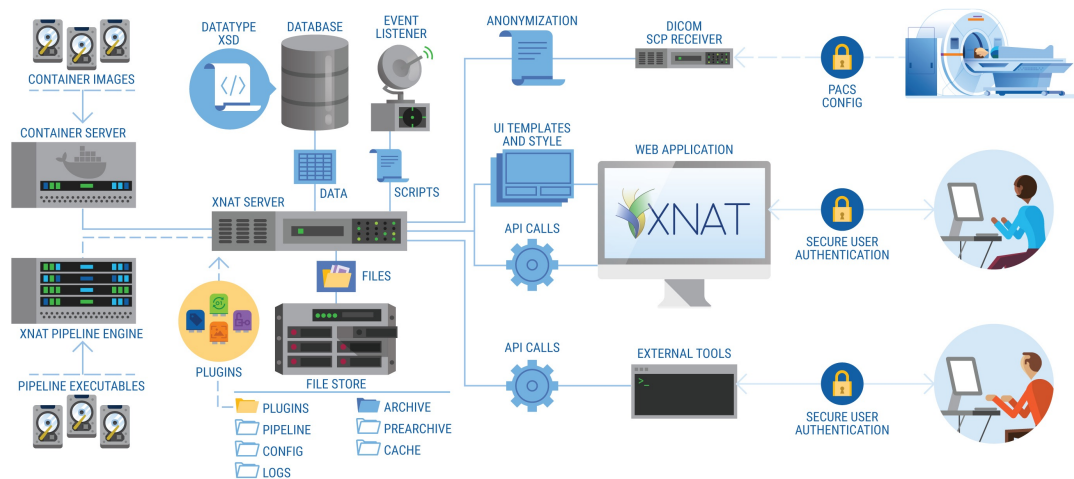 CONTAINER IMAGES
CONTAINER SERVER
XNAT PIPELINE ENGINE
PIPELINE EXECUTABLES
DATATYPE
XSD
</>
DATABASE
EVENT
LISTENER
DATA
SCRIPTS
XNAT SERVER
FILES
PLUGINS
FILE STORE
PLUGINS
PIPELINE
CONFIG
LOGS
ARCHIVE
PREARCHIVE
CACHE
ANONYMIZATION
DICOM
SCP RECEIVER
PACS
CONFIG
UI TEMPLATES
AND STYLE
WEB APPLICATION
XNAT
API CALLS
SECURE USER
AUTHENTICATION
API CALLS
EXTERNAL TOOLS
>_
SECURE USER
AUTHENTICATION